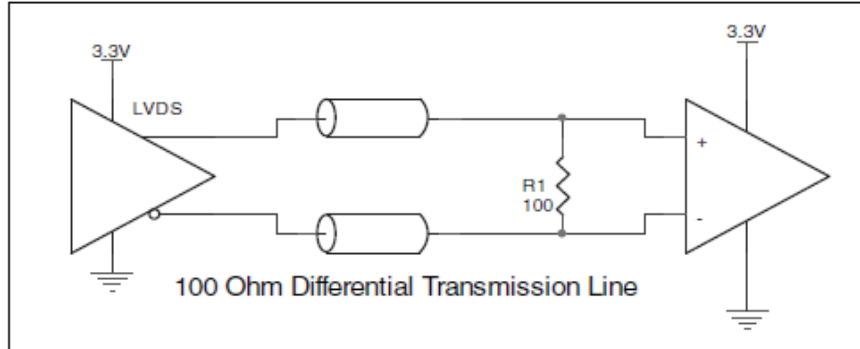 3.3V
3.3V
LVDS
+
R1
100
-
100 Ohm Differential Transmission Line